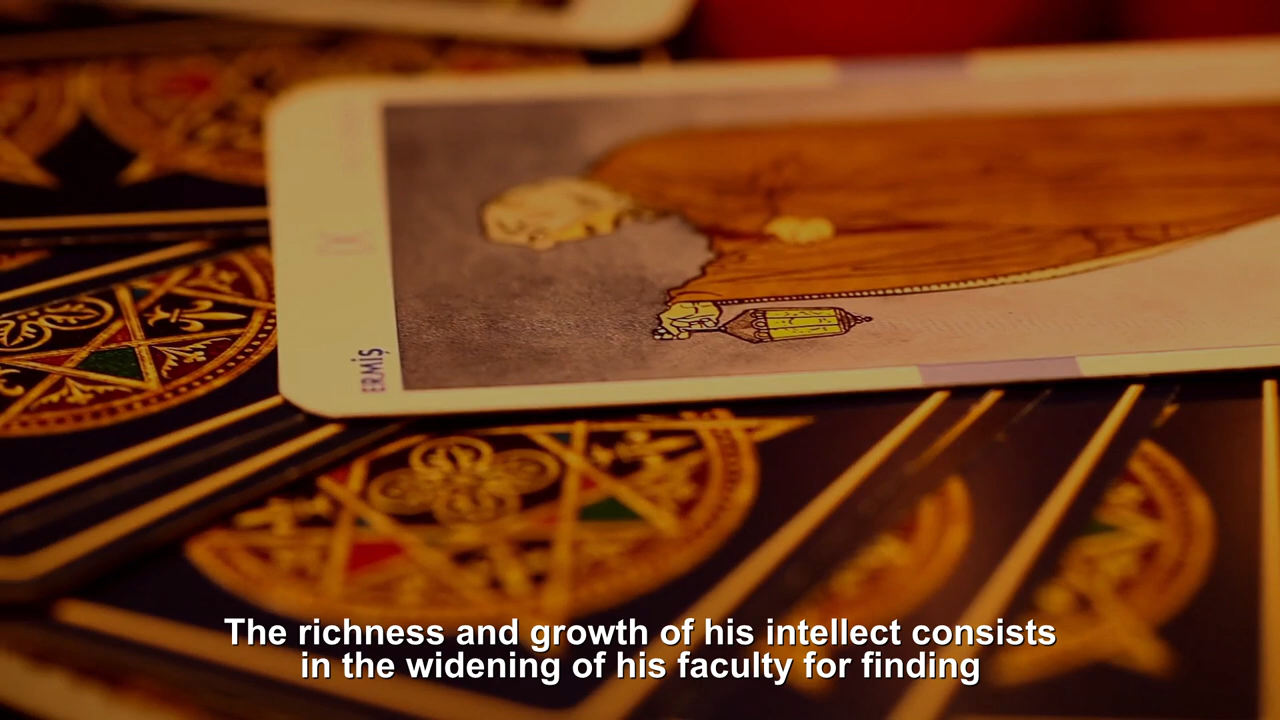 ERMİŞ
The richness and growth of his intellect consists
in the widening of his faculty for finding